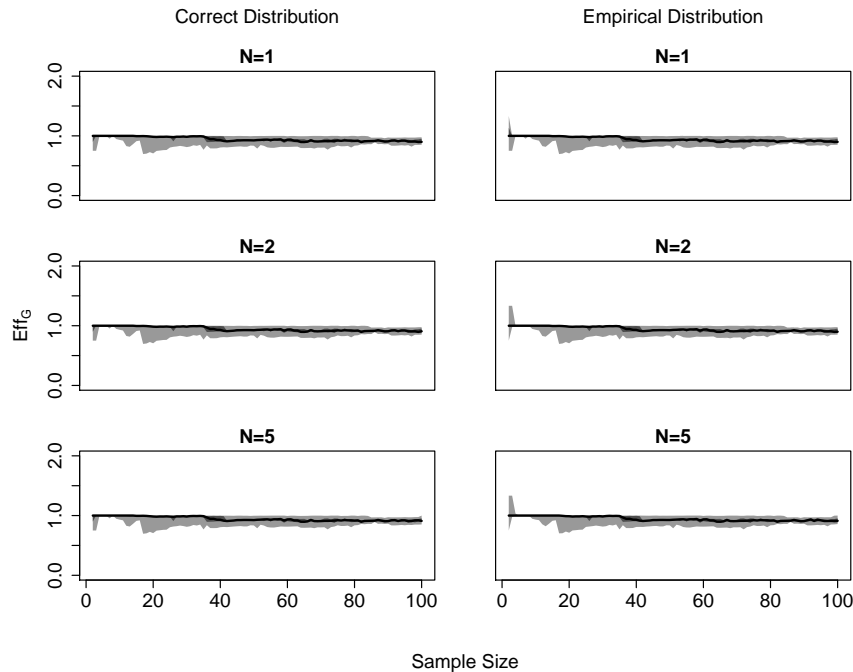 Correct Distribution
Empirical Distribution
N=1
N=1
0.0 1.0 2.0
N=2
N=2
0.0 1.0 2.0
Eff_G
N=5
N=5
0.0 1.0 2.0
0 20 40 60 80 100
0 20 40 60 80 100
Sample Size